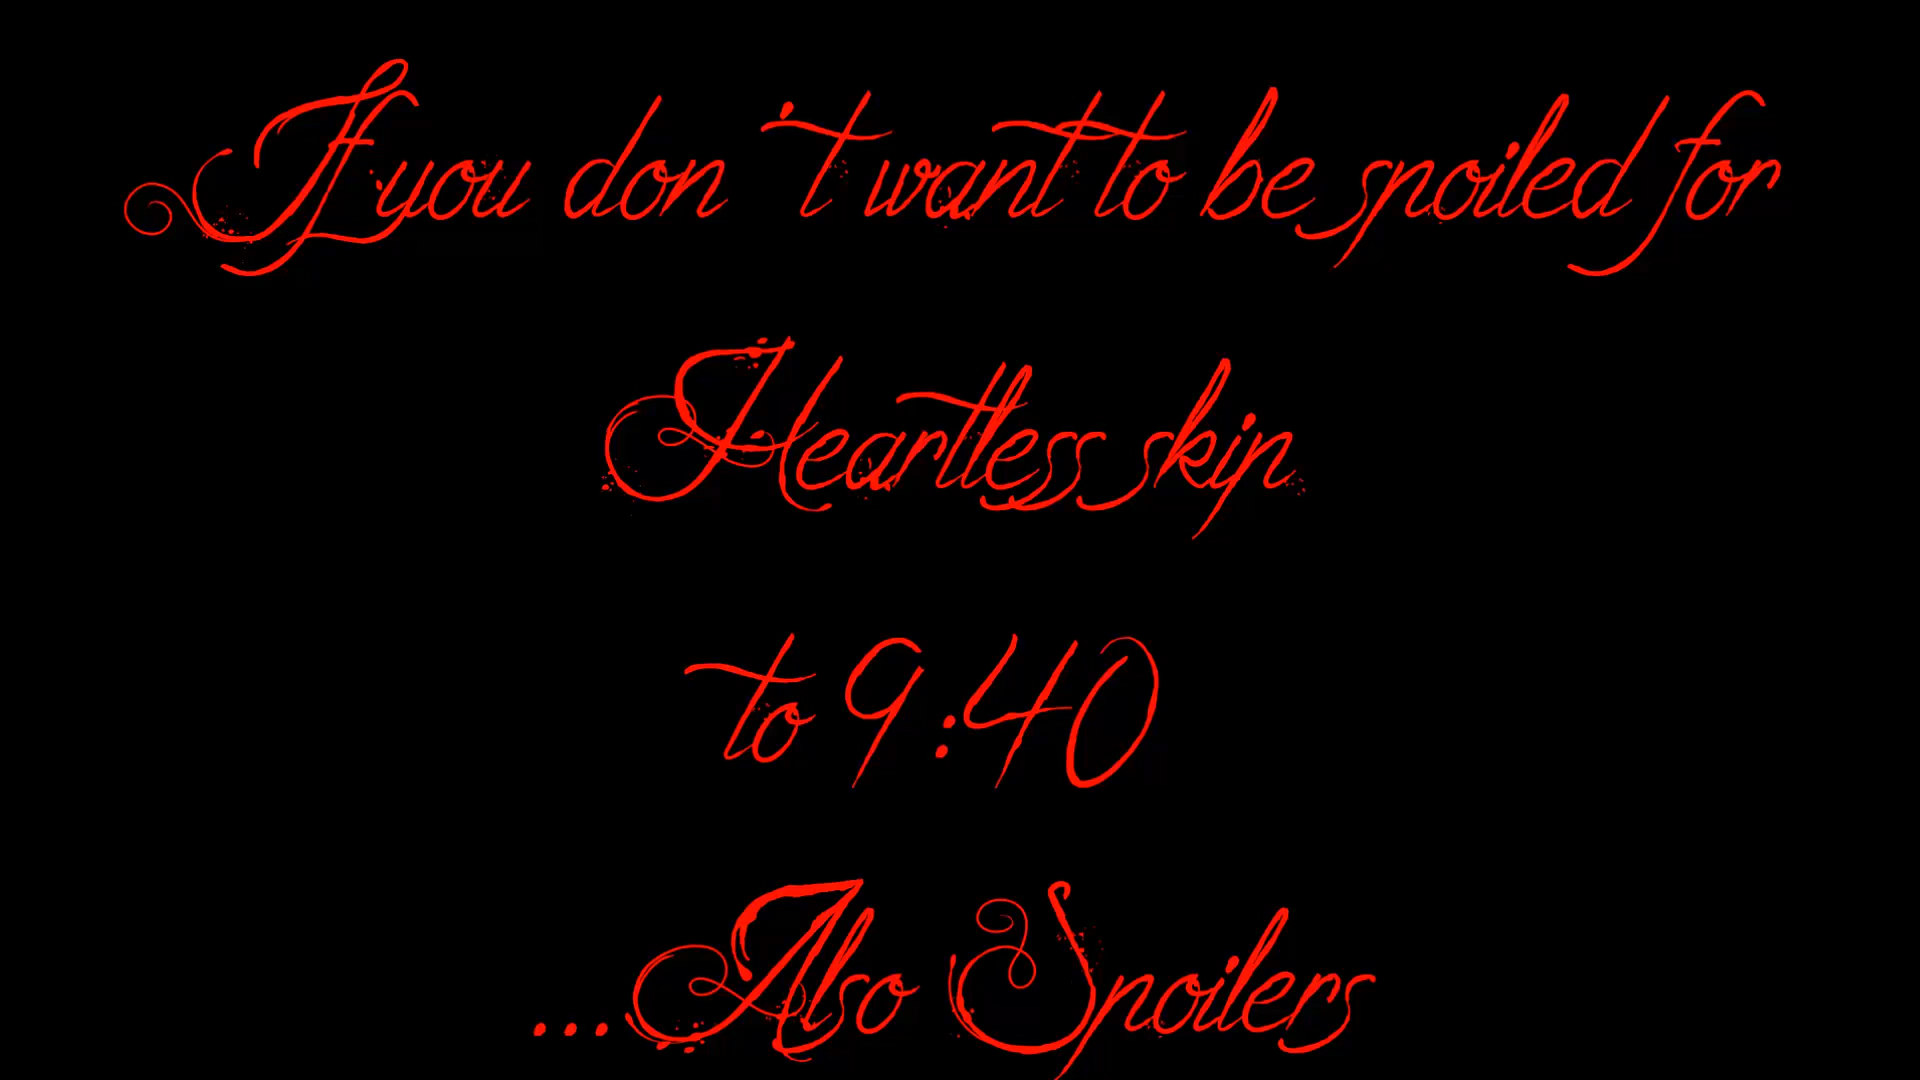 If you don't want to be spoiled for
Heartless skip
to 9:40
...Also Spoilers